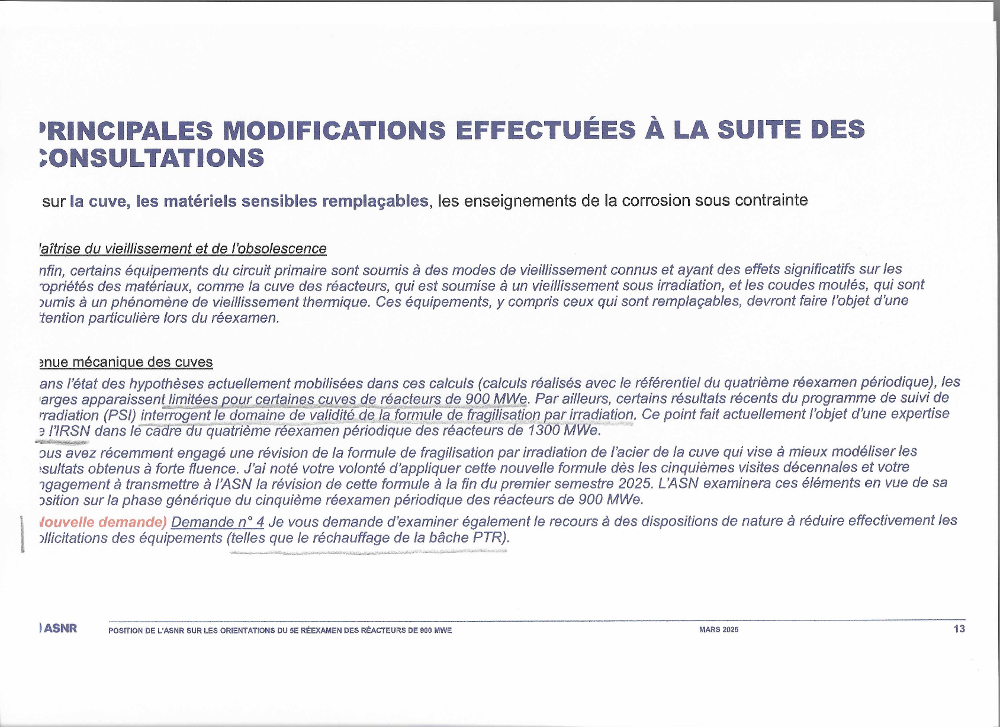 PRINCIPALES MODIFICATIONS EFFECTUÉES À LA SUITE DES
CONSULTATIONS
sur la cuve, les matériels sensibles remplaçables, les enseignements de la corrosion sous contrainte
aîtrise du vieillissement et de l'obsolescence
nfin, certains équipements du circuit primaire sont soumis à des modes de vieillissement connus et ayant des effets significatifs sur les
ropriétés des matériaux, comme la cuve des réacteurs, qui est soumise à un vieillissement sous irradiation, et les coudes moulés, qui sont
oumis à un phénomène de vieillissement thermique. Ces équipements, y compris ceux qui sont remplaçables, devront faire l'objet d'une
ttention particulière lors du réexamen.
enue mécanique des cuves
ans l'état des hypothèses actuellement mobilisées dans ces calculs (calculs réalisés avec le référentiel du quatrième réexamen périodique), les
arges apparaissent limitées pour certaines cuves de réacteurs de 900 MWe. Par ailleurs, certains résultats récents du programme de suivi de
rradiation (PSI) interrogent le domaine de validité de la formule de fragilisation par irradiation. Ce point fait actuellement l'objet d'une expertise
e l'IRSN dans le cadre du quatrième réexamen périodique des réacteurs de 1300 MWe.
ous avez récemment engagé une révision de la formule de fragilisation par irradiation de l'acier de la cuve qui vise à mieux modéliser les
ésultats obtenus à forte fluence. J'ai noté votre volonté d'appliquer cette nouvelle formule dès les cinquièmes visites décennales et votre
ngagement à transmettre à l'ASN la révision de cette formule à la fin du premier semestre 2025. L'ASN examinera ces éléments en vue de sa
osition sur la phase générique du cinquième réexamen périodique des réacteurs de 900 MWe.
Nouvelle demande) Demande n° 4 Je vous demande d'examiner également le recours à des dispositions de nature à réduire effectivement les
ollicitations des équipements (telles que le réchauffage de la bâche PTR).
ASNR POSITION DE L'ASNR SUR LES ORIENTATIONS DU 5E RÉEXAMEN DES RÉACTEURS DE 900 MWE MARS 2025 13